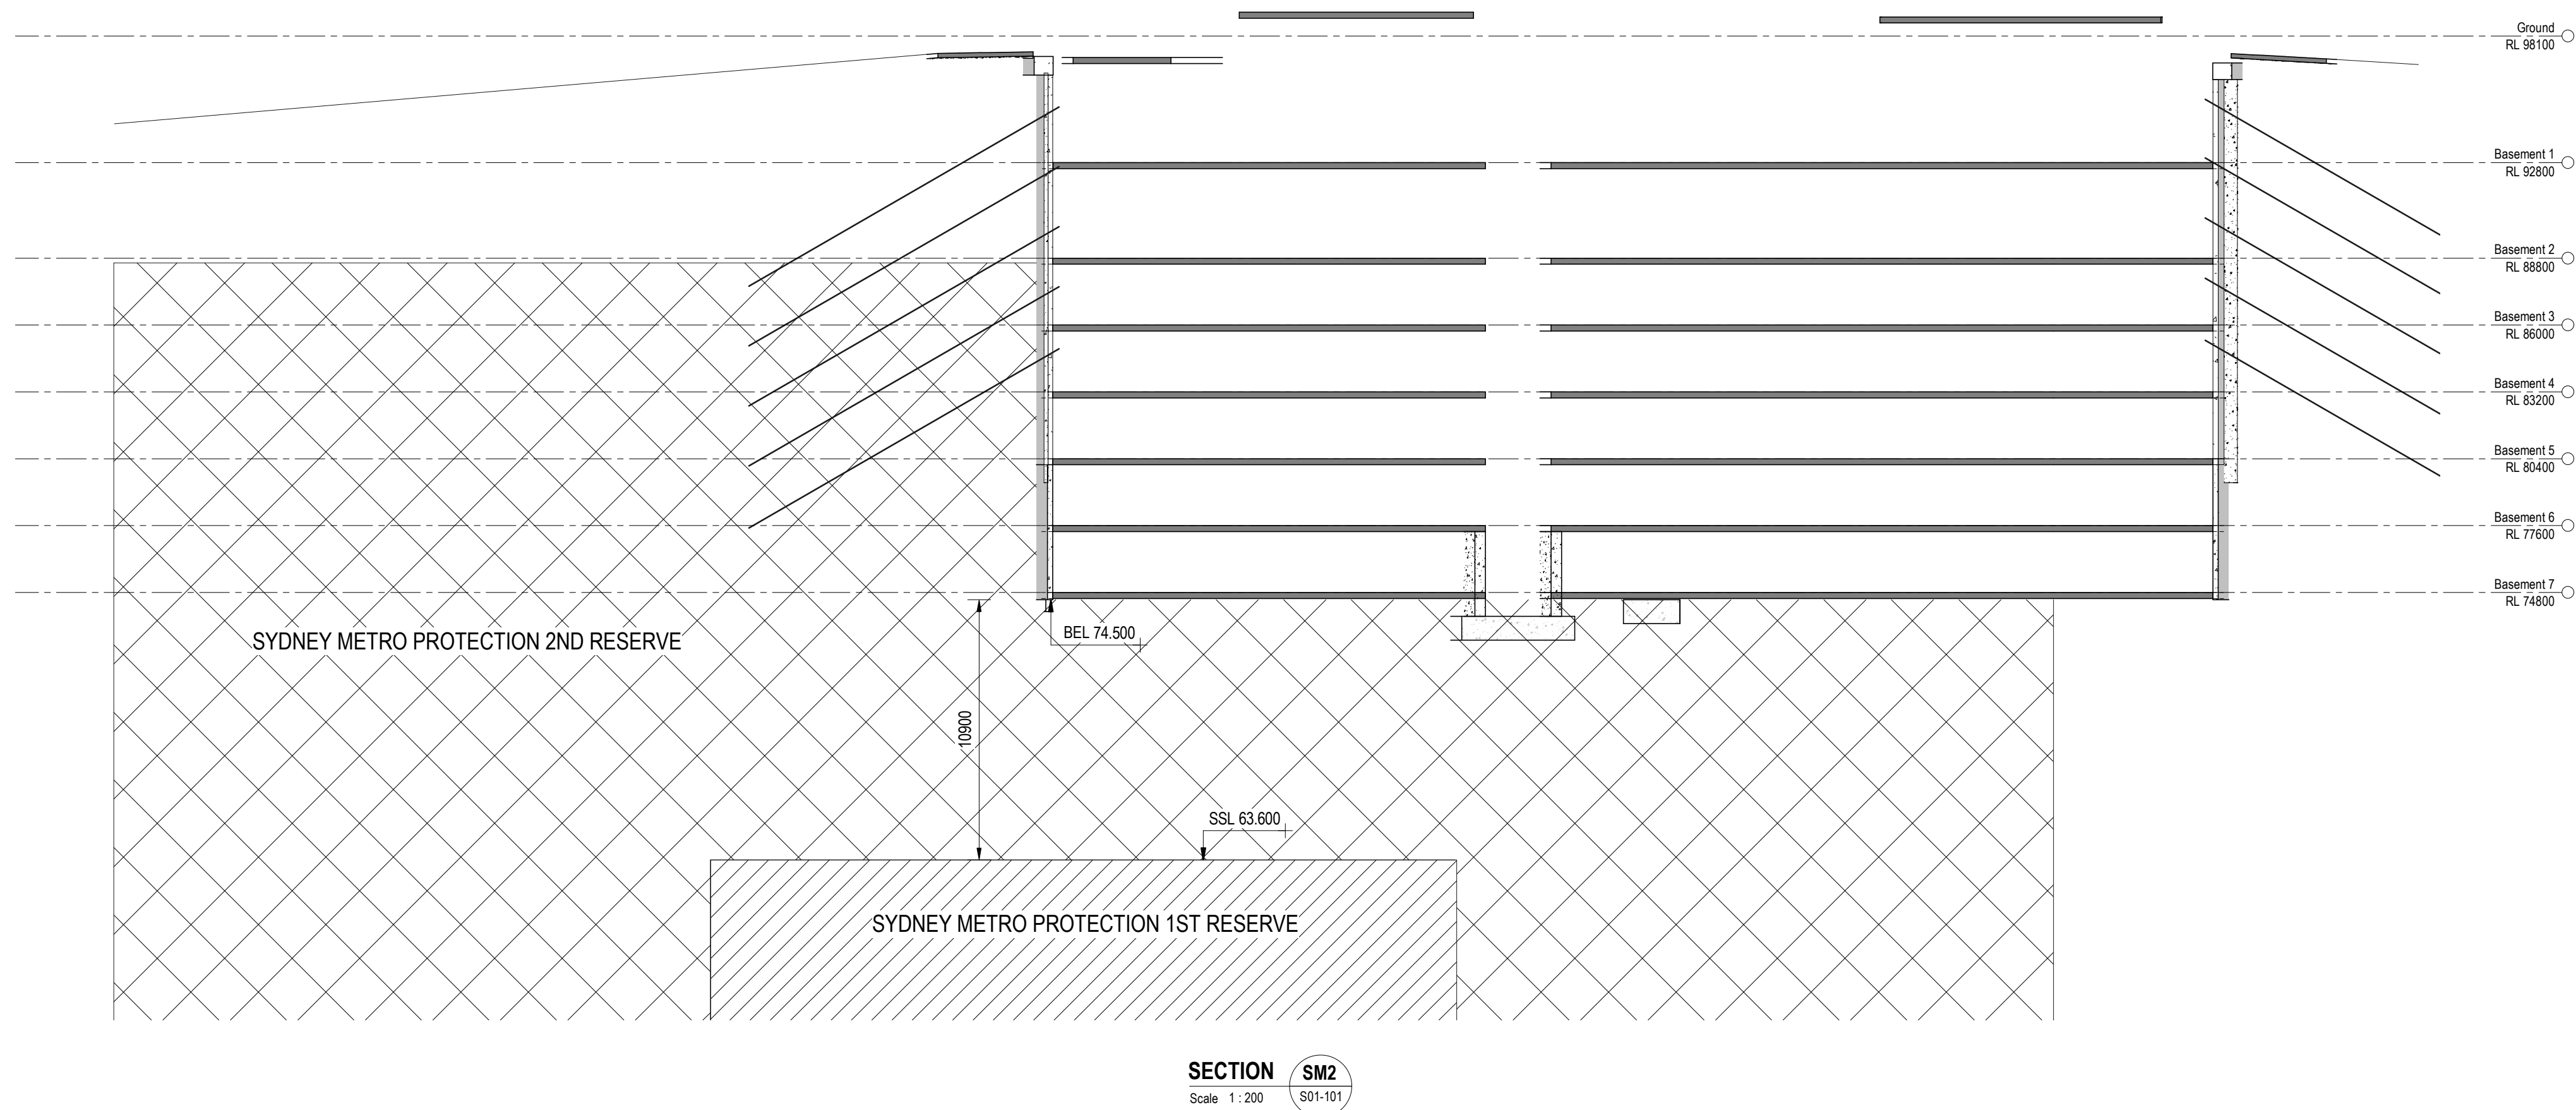 Ground
RL 98100
Basement 1
RL 92800
Basement 2
RL 88800
Basement 3
RL 86000
Basement 4
RL 83200
Basement 5
RL 80400
Basement 6
RL 77600
Basement 7
RL 74800
SYDNEY METRO PROTECTION 2ND RESERVE
BEL 74.500
10900
SSL 63.600
SYDNEY METRO PROTECTION 1ST RESERVE
SECTION SM2
Scale 1 : 200 S01-101